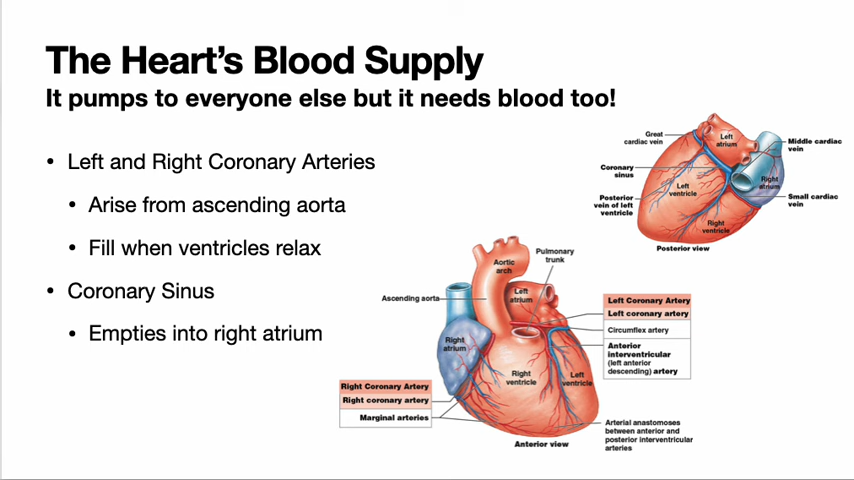 The Heart's Blood Supply
It pumps to everyone else but it needs blood too!
• Left and Right Coronary Arteries
• Arise from ascending aorta
• Fill when ventricles relax
• Coronary Sinus
• Empties into right atrium
Great
cardiac vein
Left
atrium
Middle cardiac
vein
Coronary
sinus
Right
atrium
Left
ventricle
Posterior
vein of left
ventricle
Small cardiac
vein
Right
ventricle
Posterior view
Aortic
arch
Pulmonary
trunk
Ascending aorta
Left
atrium
Left Coronary Artery
Left coronary artery
Circumflex artery
Anterior
interventricular
(left anterior
descending) artery
Right
atrium
Right
ventricle
Left
ventricle
Right Coronary Artery
Right coronary artery
Marginal arteries
Arterial anastomoses
between anterior and
posterior interventricular
arteries
Anterior view